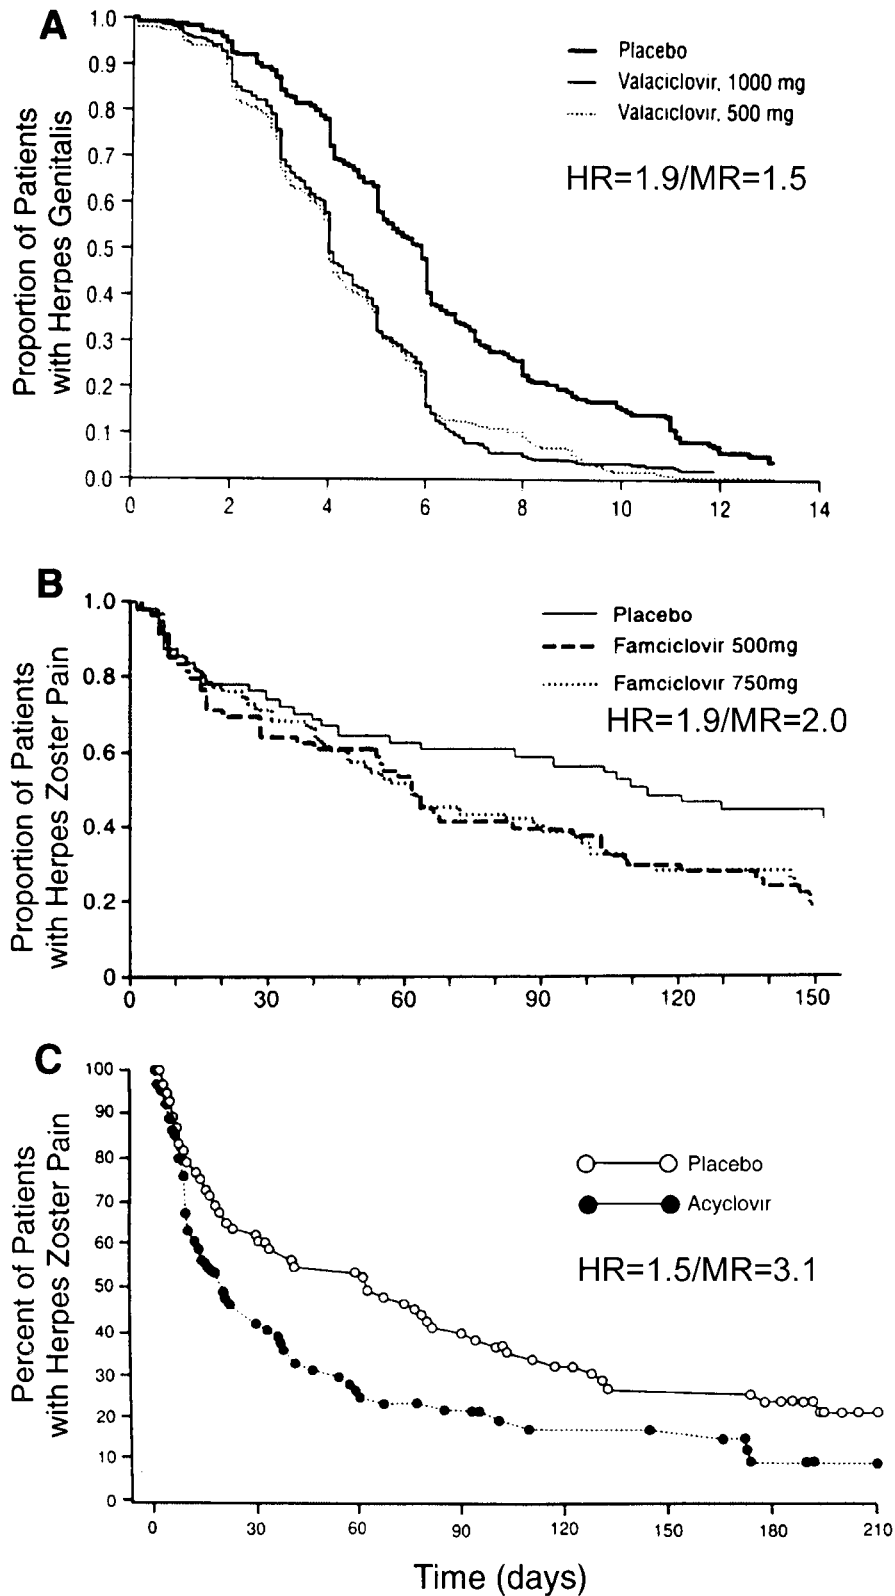 A
Proportion of Patients
with Herpes Genitalis
1.0
0.9
0.8
0.7
0.6
0.5
0.4
0.3
0.2
0.1
0.0
Placebo
Valaciclovir, 1000 mg
Valaciclovir, 500 mg
HR=1.9/MR=1.5
0 2 4 6 8 10 12 14
B
Proportion of Patients
with Herpes Zoster Pain
1.0
0.8
0.6
0.4
0.2
0
Placebo
Famciclovir 500mg
Famciclovir 750mg
HR=1.9/MR=2.0
0 30 60 90 120 150
C
Percent of Patients
with Herpes Zoster Pain
100
90
80
70
60
50
40
30
20
10
0
Placebo
Acyclovir
HR=1.5/MR=3.1
0 30 60 90 120 150 180 210
Time (days)